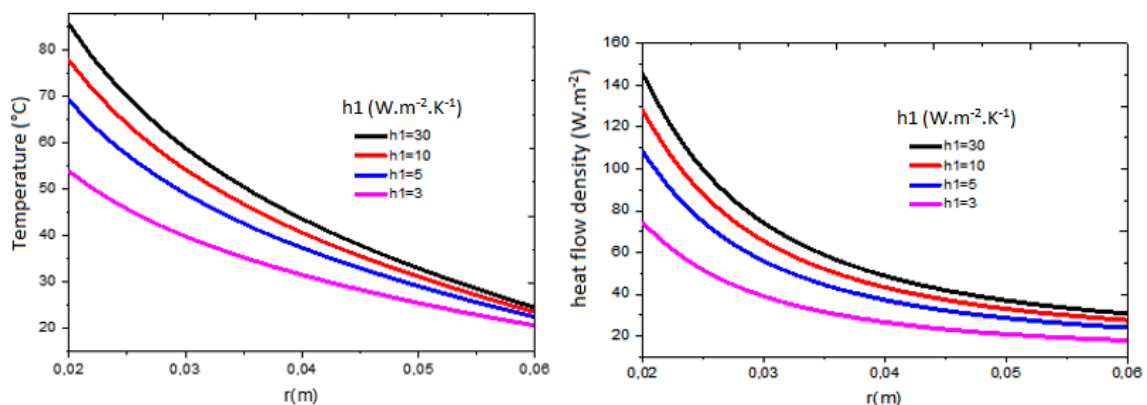 80
70
60
50
40
30
20
Temperature (°C)
h1 (W.m-2.K-1)
h1=30
h1=10
h1=5
h1=3
0,02 0,03 0,04 0,05 0,06
r(m)
160
140
120
100
80
60
40
20
0
heat flow density (W.m-2)
h1 (W.m-2.K-1)
h1=30
h1=10
h1=5
h1=3
0,02 0,03 0,04 0,05 0,06
r(m)